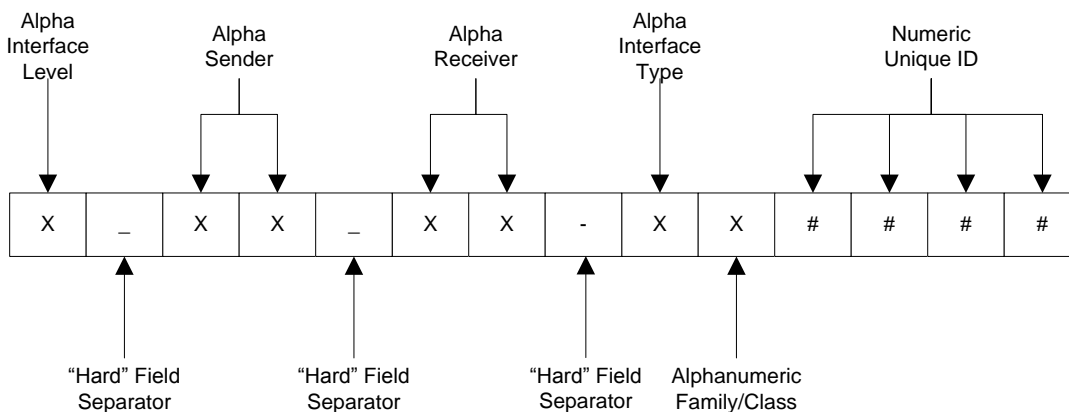 Alpha
Interface
Level
Alpha
Sender
Alpha
Receiver
Alpha
Interface
Type
Numeric
Unique ID
X _ X X _ X X - X X # # # #
“Hard” Field
Separator
“Hard” Field
Separator
“Hard” Field
Separator
Alphanumeric
Family/Class